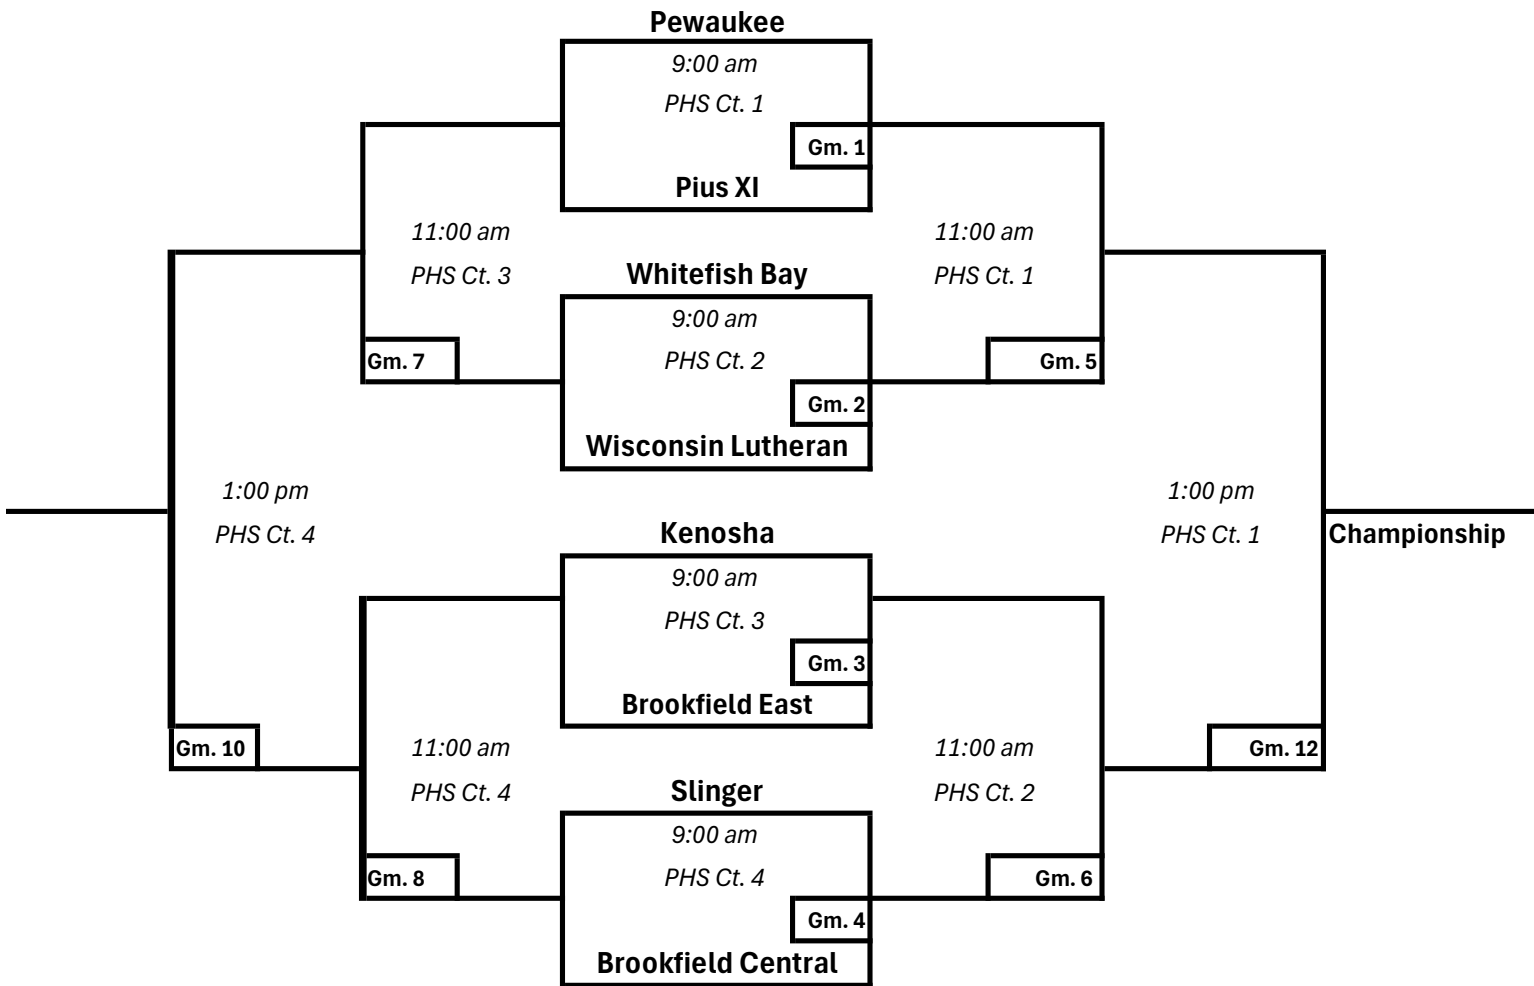 Pewaukee
9:00 am
PHS Ct. 1
Gm. 1
Pius XI
11:00 am
PHS Ct. 3
11:00 am
PHS Ct. 1
Whitefish Bay
9:00 am
PHS Ct. 2
Gm. 7
Gm. 5
Gm. 2
Wisconsin Lutheran
1:00 pm
PHS Ct. 4
1:00 pm
PHS Ct. 1
Championship
Kenosha
9:00 am
PHS Ct. 3
Gm. 3
Brookfield East
Gm. 10
11:00 am
PHS Ct. 4
11:00 am
PHS Ct. 2
Gm. 12
Slinger
9:00 am
PHS Ct. 4
Gm. 8
Gm. 6
Gm. 4
Brookfield Central